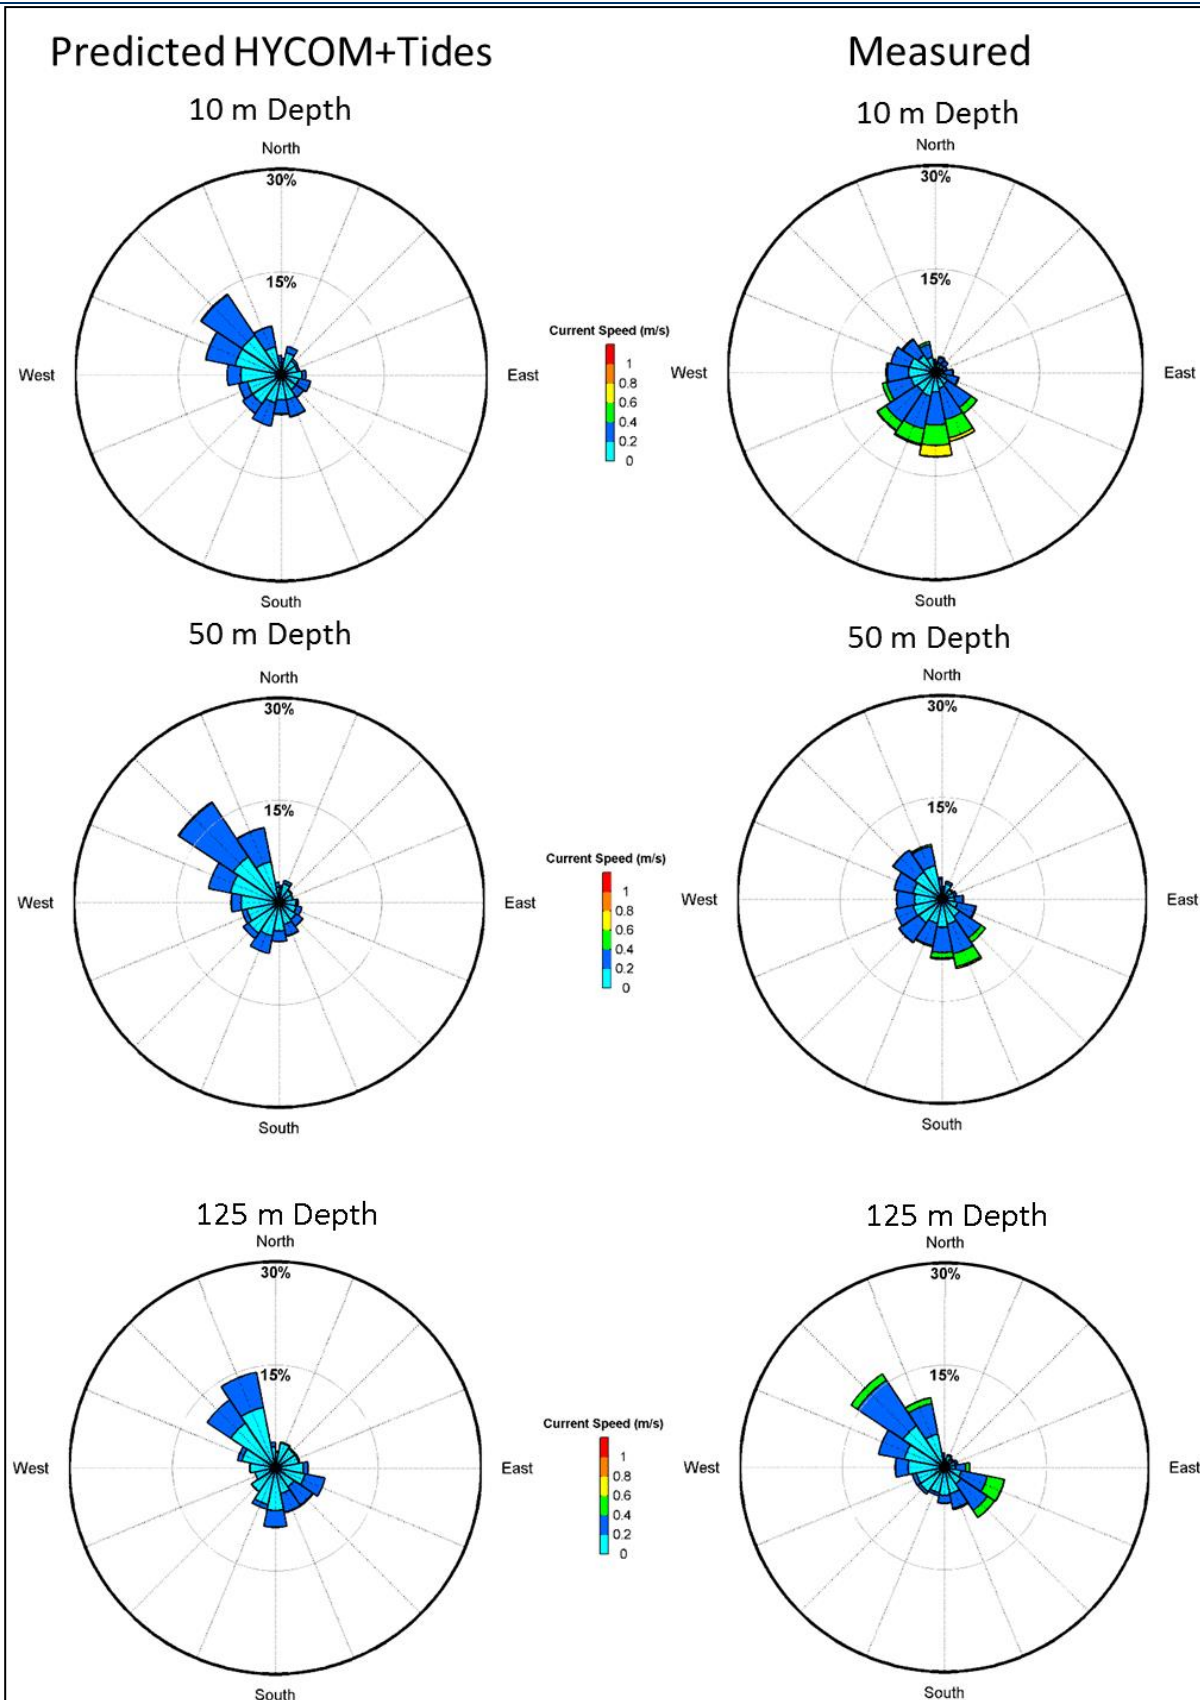 Predicted HYCOM+Tides
Measured
10 m Depth
10 m Depth
North
30%
15%
West
East
South
Current Speed (m/s)
1
0.8
0.6
0.4
0.2
0
North
30%
15%
West
East
South
50 m Depth
50 m Depth
North
30%
15%
West
East
South
Current Speed (m/s)
1
0.8
0.6
0.4
0.2
0
North
30%
15%
West
East
South
125 m Depth
125 m Depth
North
30%
15%
West
East
South
Current Speed (m/s)
1
0.8
0.6
0.4
0.2
0
North
30%
15%
West
East
South